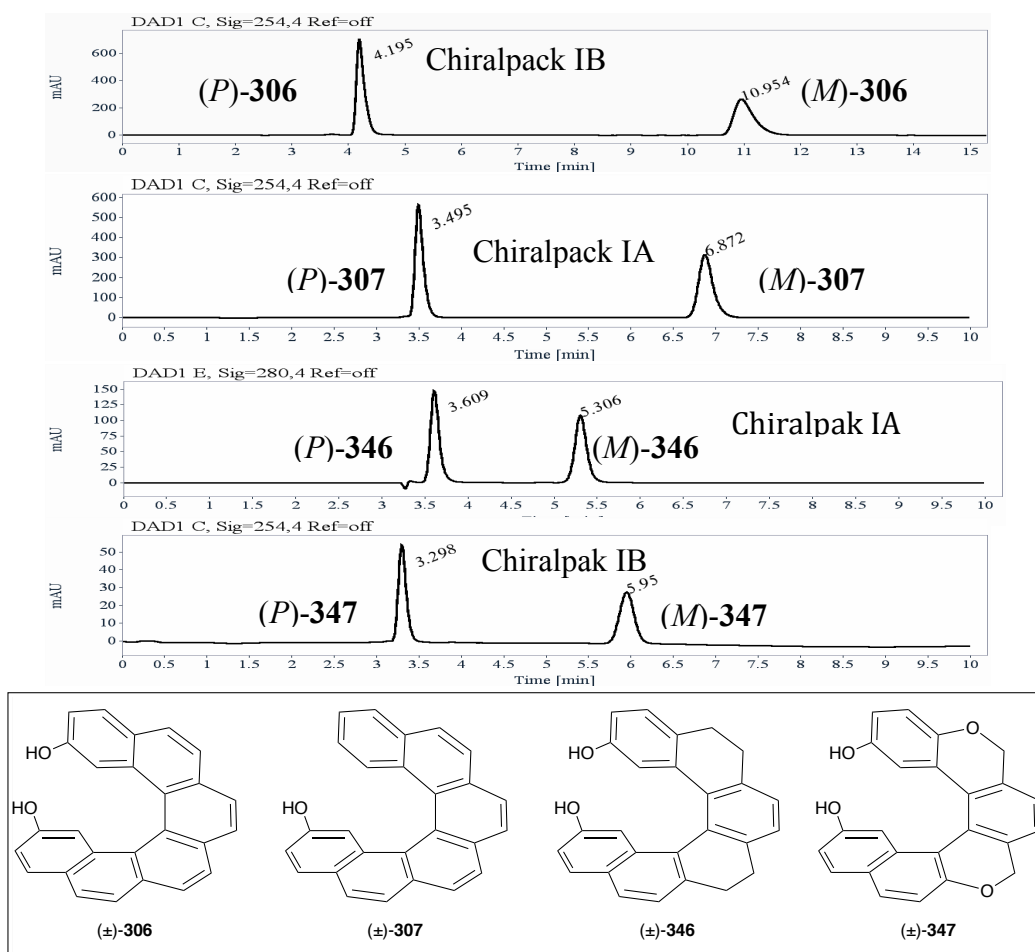 DAD1 C, Sig=254,4 Ref=off
mAU
600
400
200
0
4.195
Chiralpack IB
10.954
(P)-306
(M)-306
0 1 2 3 4 5 6 7 8 9 10 11 12 13 14 15
Time [min]
DAD1 C, Sig=254,4 Ref=off
mAU
600
500
400
300
200
100
0
3.495
Chiralpack IA
6.872
(P)-307
(M)-307
0 0.5 1 1.5 2 2.5 3 3.5 4 4.5 5 5.5 6 6.5 7 7.5 8 8.5 9 9.5 10
Time [min]
DAD1 E, Sig=280,4 Ref=off
mAU
150
125
100
75
50
25
0
3.609
5.306
Chiralpak IA
(P)-346
(M)-346
0 0.5 1 1.5 2 2.5 3 3.5 4 4.5 5 5.5 6 6.5 7 7.5 8 8.5 9 9.5 10
DAD1 C, Sig=254,4 Ref=off
mAU
50
40
30
20
10
0
3.298
Chiralpak IB
5.95
(P)-347
(M)-347
0 0.5 1 1.5 2 2.5 3 3.5 4 4.5 5 5.5 6 6.5 7 7.5 8 8.5 9 9.5 10
Time [min]
HO
HO
(±)-306
HO
(±)-307
HO
HO
(±)-346
O
HO
HO
O
(±)-347